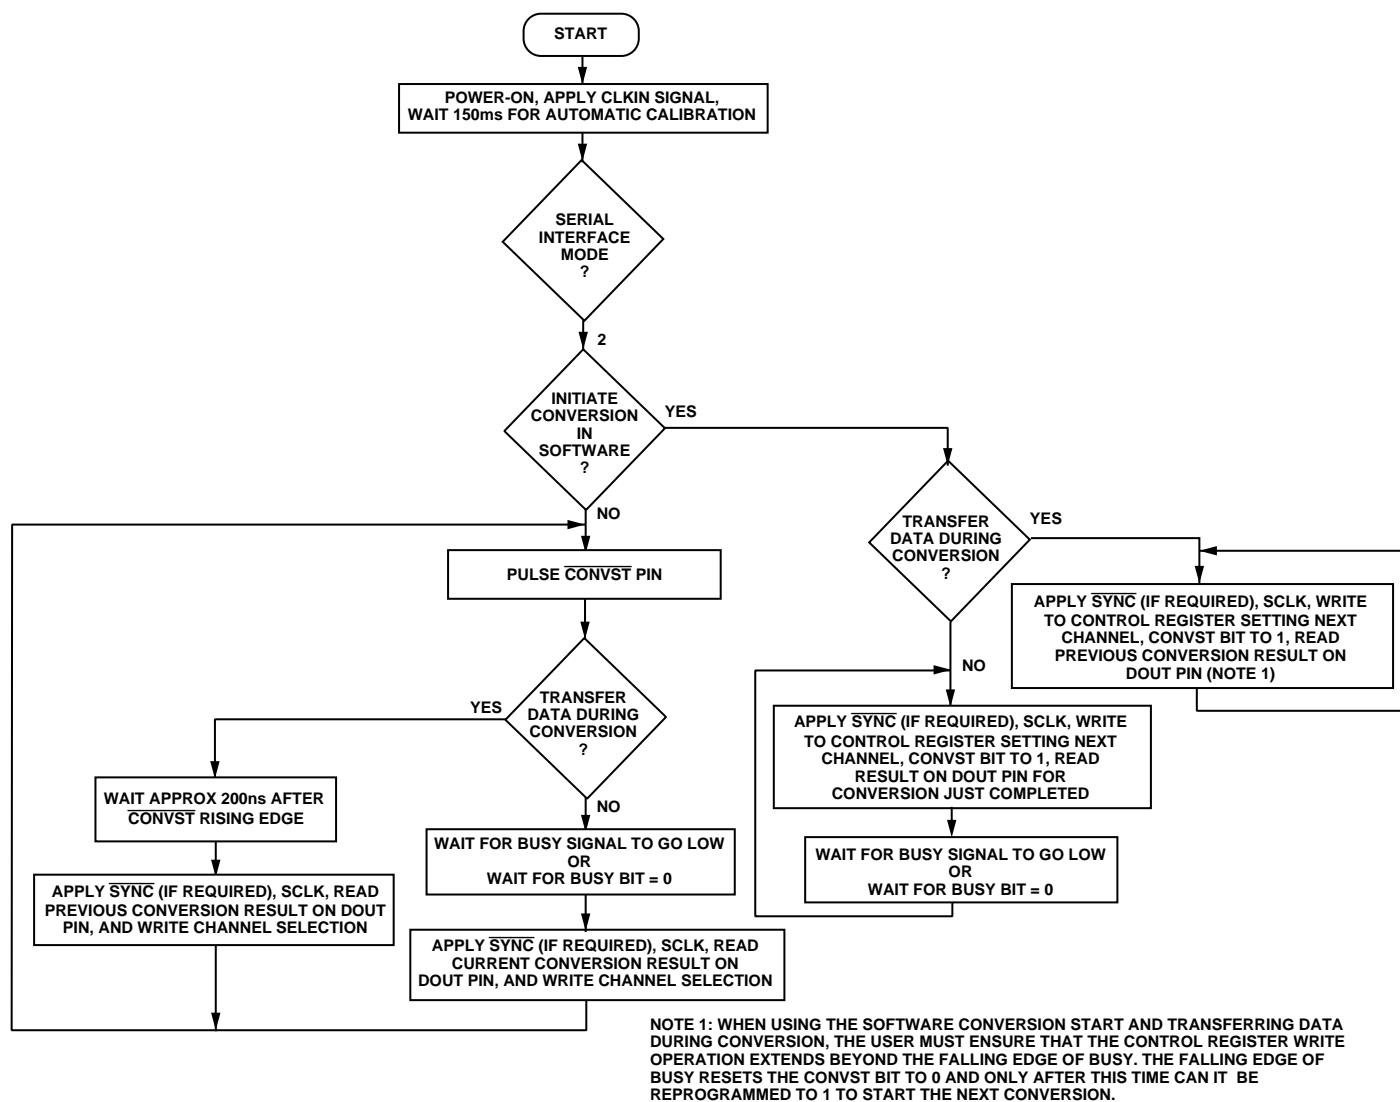 START
POWER-ON, APPLY CLKIN SIGNAL,
WAIT 150ms FOR AUTOMATIC CALIBRATION
SERIAL
INTERFACE
MODE
?
2
INITIATE
CONVERSION
IN
SOFTWARE
?
YES
NO
PULSE CONVST PIN
TRANSFER
DATA DURING
CONVERSION
?
YES
WAIT APPROX 200ns AFTER
CONVST RISING EDGE
APPLY SYNC (IF REQUIRED), SCLK, READ
PREVIOUS CONVERSION RESULT ON DOUT
PIN, AND WRITE CHANNEL SELECTION
NO
WAIT FOR BUSY SIGNAL TO GO LOW
OR
WAIT FOR BUSY BIT = 0
APPLY SYNC (IF REQUIRED), SCLK, READ
CURRENT CONVERSION RESULT ON
DOUT PIN, AND WRITE CHANNEL SELECTION
TRANSFER
DATA DURING
CONVERSION
?
YES
APPLY SYNC (IF REQUIRED), SCLK, WRITE
TO CONTROL REGISTER SETTING NEXT
CHANNEL, CONVST BIT TO 1, READ
PREVIOUS CONVERSION RESULT ON
DOUT PIN (NOTE 1)
NO
APPLY SYNC (IF REQUIRED), SCLK, WRITE
TO CONTROL REGISTER SETTING NEXT
CHANNEL, CONVST BIT TO 1, READ
RESULT ON DOUT PIN FOR
CONVERSION JUST COMPLETED
WAIT FOR BUSY SIGNAL TO GO LOW
OR
WAIT FOR BUSY BIT = 0
NOTE 1: WHEN USING THE SOFTWARE CONVERSION START AND TRANSFERRING DATA
DURING CONVERSION, THE USER MUST ENSURE THAT THE CONTROL REGISTER WRITE
OPERATION EXTENDS BEYOND THE FALLING EDGE OF BUSY. THE FALLING EDGE OF
BUSY RESETS THE CONVST BIT TO 0 AND ONLY AFTER THIS TIME CAN IT BE
REPROGRAMMED TO 1 TO START THE NEXT CONVERSION.